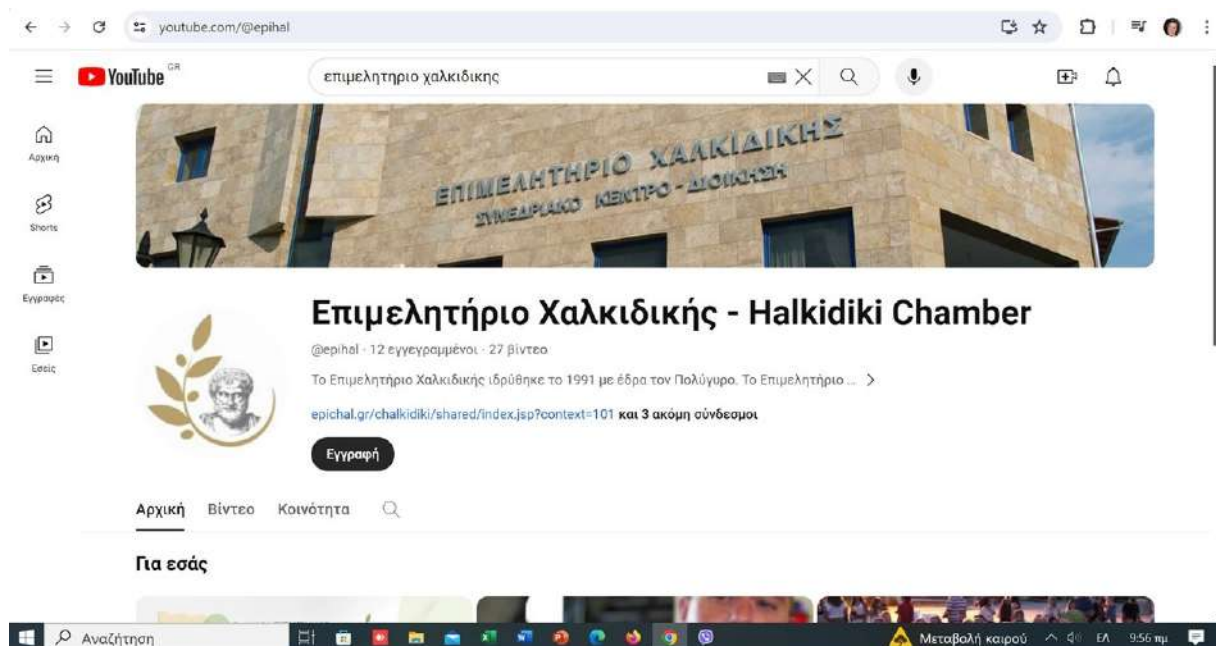 youtube.com/@epihal
YouTube GR
επιμελητηριο χαλκιδικης
Αρχική
Shorts
Εγγραφές
Εσείς
ΕΠΙΜΕΛΗΤΗΡΙΟ ΧΑΛΚΙΔΙΚΗΣ
ΣΥΝΕΔΡΙΑΚΟ ΚΕΝΤΡΟ - ΔΙΟΙΚΗΣΗ
Επιμελητήριο Χαλκιδικής - Halkidiki Chamber
@epihal · 12 εγγεγραμμένοι · 27 βίντεο
Το Επιμελητήριο Χαλκιδικής ιδρύθηκε το 1991 με έδρα τον Πολύγυρο. Το Επιμελητήριο ...
epichal.gr/chalkidiki/shared/index.jsp?context=101 και 3 ακόμη σύνδεσμοι
Εγγραφή
Αρχική Βίντεο Κοινότητα
Για εσάς
Αναζήτηση Μεταβολή καιρού ΕΛ 9:56 πμ